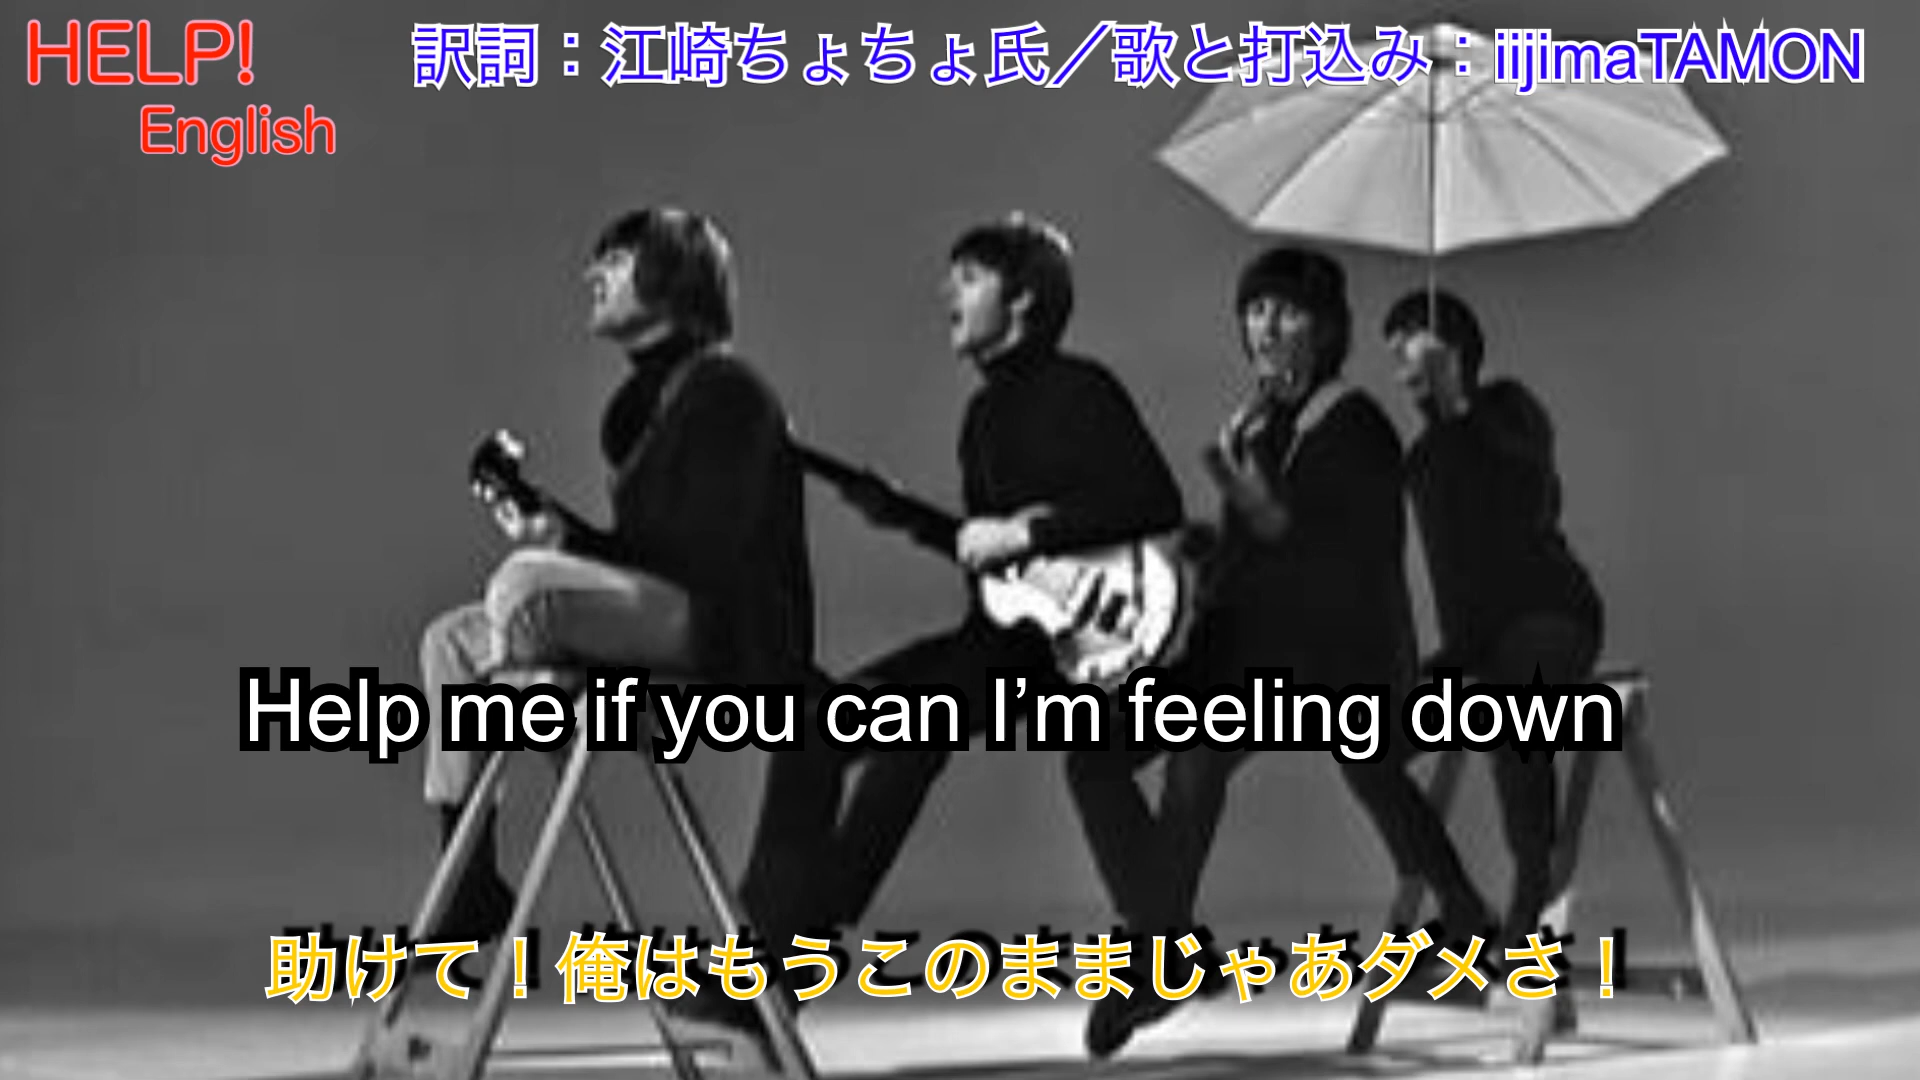 HELP!
English
訳詞：江崎ちょちょ氏／歌と打込み：iijimaTAMON
Help me if you can I’m feeling down
助けて！俺はもうこのままじゃあダメさ！